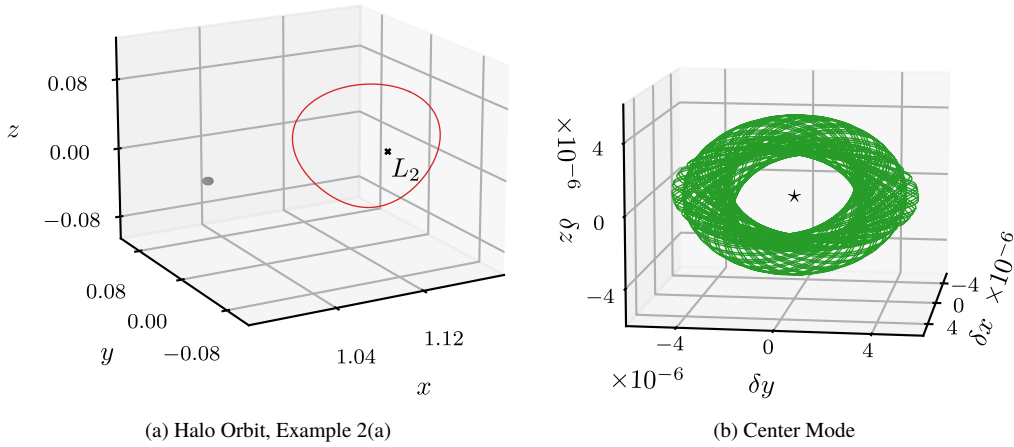 z
0.08
0.00
−0.08
L₂
0.08
0.00
−0.08
y
1.04
1.12
x
(a) Halo Orbit, Example 2(a)
×10⁻⁶
4
0
−4
δz
−4
0
4
×10⁻⁶
δy
−4
0
4
δx
×10⁻⁶
(b) Center Mode